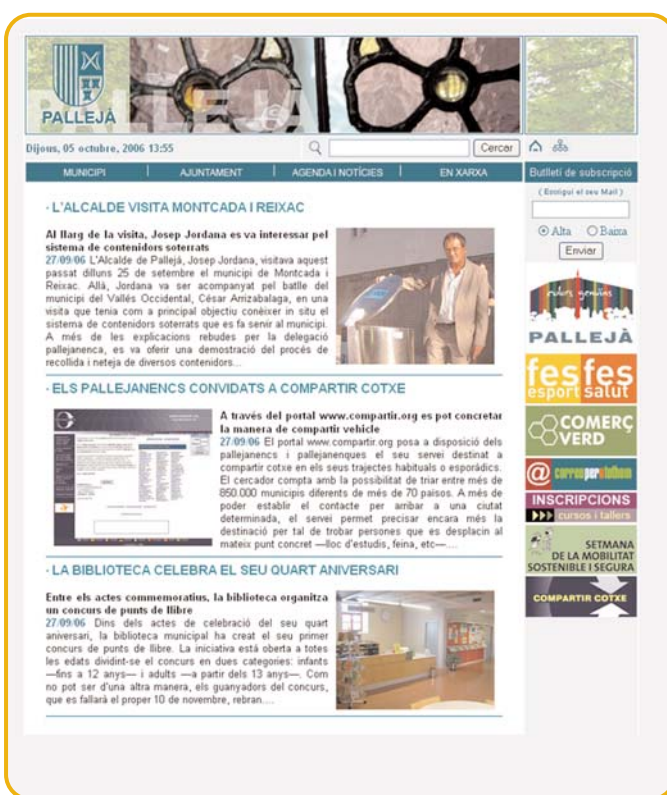 PALLEJÀ
PALLEJÀ
Dijous, 05 octubre, 2006 13:55
Cercar
MUNICIPI | AJUNTAMENT | AGENDA I NOTÍCIES | EN XARXA
Butlletí de subscripció
(Entrigui el seu Mail)
Alta Baixa
Enviar
· L'ALCALDE VISITA MONTCADA I REIXAC
Al llarg de la visita, Josep Jordana es va interessar pel
sistema de contenidors soterrats
27/09/06 L'Alcalde de Pallejà, Josep Jordana, visitava aquest
passat dilluns 25 de setembre el municipi de Montcada i
Reixac. Allà, Jordana va ser acompanyat pel batlle del
municipi del Vallés Occidental, César Arrizabalaga, en una
visita que tenia com a principal objectiu conèixer in situ el
sistema de contenidors soterrats que es fa servir al municipi.
A més de les explicacions rebudes per la delegació
pallejanenca, es va oferir una demostració del procés de
recollida i neteja de diversos contenidors...
· ELS PALLEJANENCS CONVIDATS A COMPARTIR COTXE
A través del portal www.compartir.org es pot concretar
la manera de compartir vehicle
27/09/06 El portal www.compartir.org posa a disposició dels
pallejanencs i pallejanenques el seu servei destinat a
compartir cotxe en els seus trajectes habituals o esporádics.
El cercador compta amb la possibilitat de triar entre més de
850.000 municipis diferents de més de 70 països. A més de
poder establir el contacte per arribar a una ciutat
determinada, el servei permet precisar encara més la
destinació per tal de trobar persones que es desplacin al
mateix punt concret —lloc d'estudis, feina, etc—....
· LA BIBLIOTECA CELEBRA EL SEU QUART ANIVERSARI
Entre els actes commemoratius, la biblioteca organitza
un concurs de punts de llibre
27/09/06 Dins dels actes de celebració del seu quart
aniversari, la biblioteca municipal ha creat el seu primer
concurs de punts de llibre. La iniciativa està oberta a totes
les edats dividint-se el concurs en dues categories: infants
—fins a 12 anys— i adults —a partir dels 13 anys—. Com
no pot ser d'una altra manera, els guanyadors del concurs,
que es fallarà el proper 10 de novembre, rebran....
PALLEJÀ
fesfes
esport salut
COMERÇ
VERD
@ correu per a tothom
INSCRIPCIONS
cursos i tallers
SETMANA
DE LA MOBILITAT
SOSTENIBLE I SEGURA
COMPARTIR COTXE